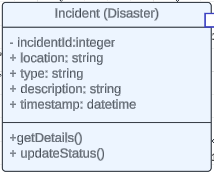 Incident (Disaster)
- incidentId:integer
+ location: string
+ type: string
+ description: string
+ timestamp: datetime
+getDetails()
+ updateStatus()